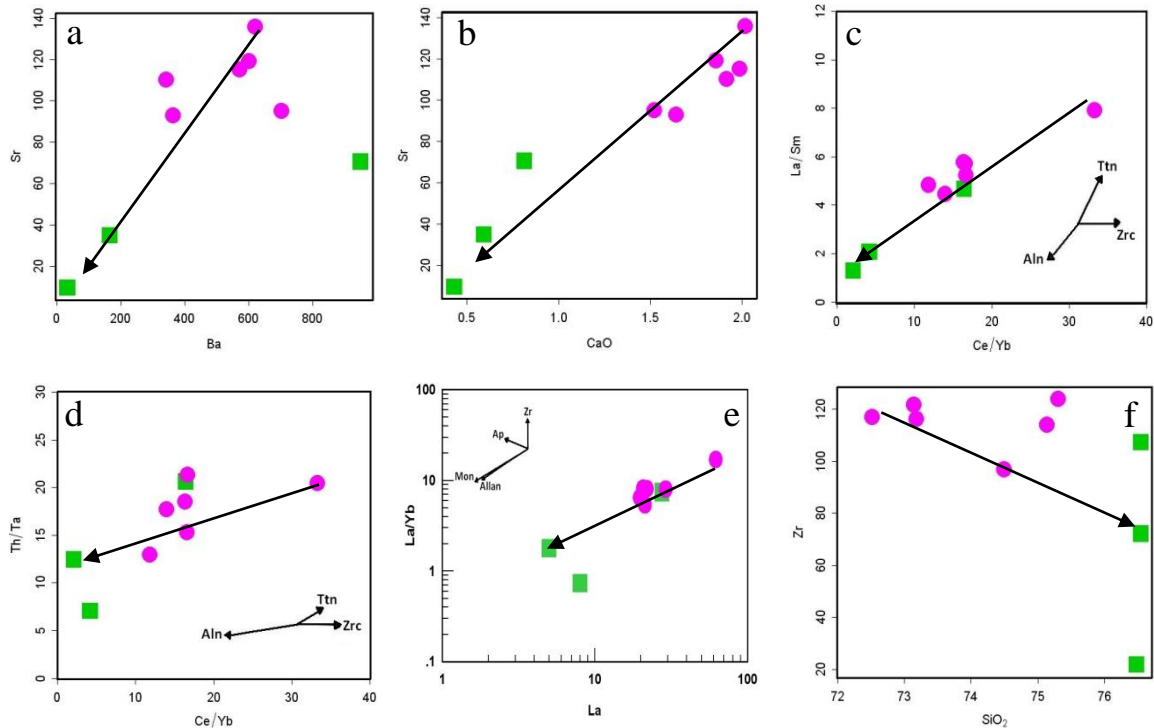 a
140
120
100
80
60
40
20
Sr
0 200 400 600 800
Ba
b
140
120
100
80
60
40
20
Sr
0.5 1.0 1.5 2.0
CaO
c
12
10
8
6
4
2
0
La/Sm
Ttn
Zrc
Aln
0 10 20 30 40
Ce/Yb
d
30
25
20
15
10
5
0
Th/Ta
Ttn
Aln
Zrc
0 10 20 30 40
Ce/Yb
e
100
10
1
.1
La/Yb
Zr
Ap
Mon
Allan
1 10 100
La
f
120
100
80
60
40
20
Zr
72 73 74 75 76
SiO2